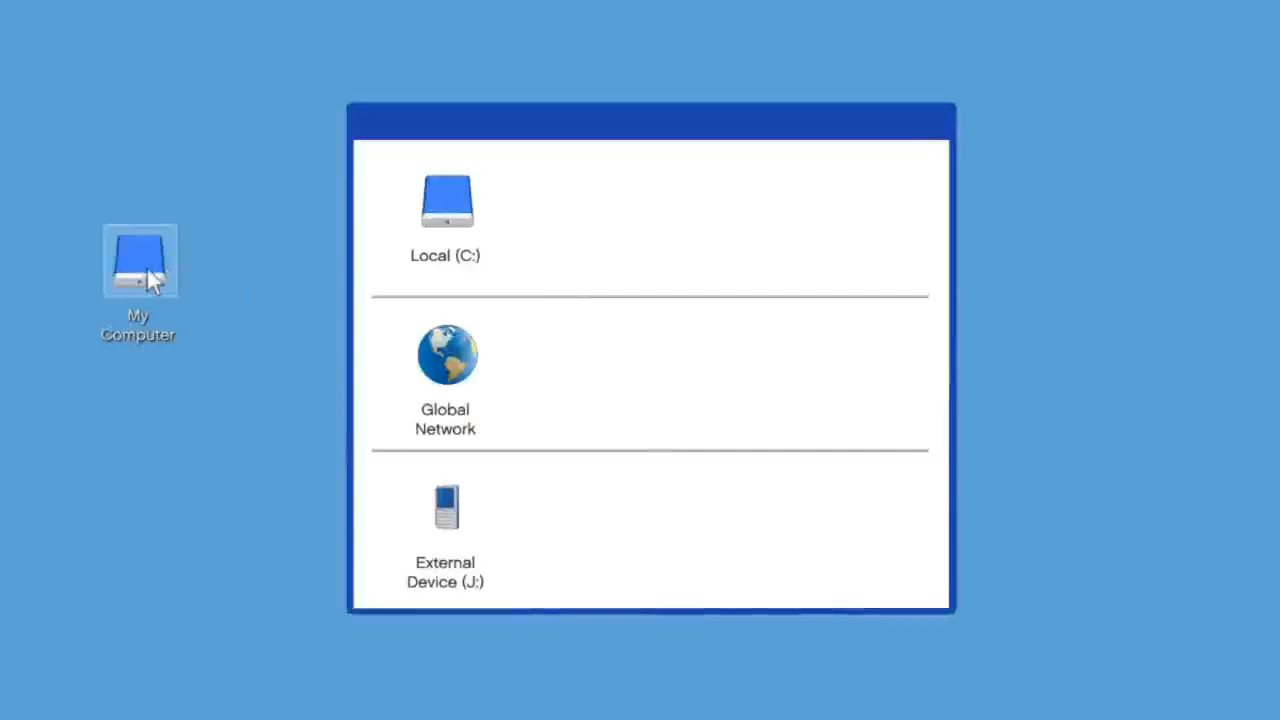 My
Computer
Local (C:)
Global
Network
External
Device (J:)